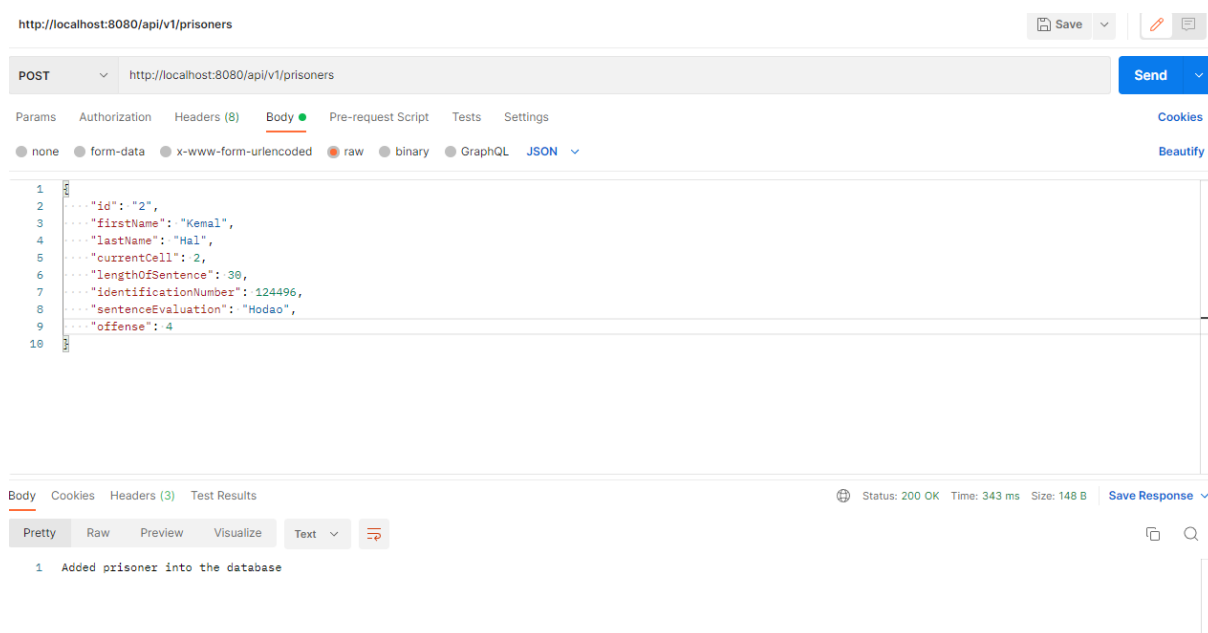 http://localhost:8080/api/v1/prisoners Save
POST http://localhost:8080/api/v1/prisoners Send
Params Authorization Headers (8) Body Pre-request Script Tests Settings Cookies
none form-data x-www-form-urlencoded raw binary GraphQL JSON Beautify
1 {
2 "id": "2",
3 "firstName": "Kemal",
4 "lastName": "Hal",
5 "currentCell": 2,
6 "lengthOfSentence": 30,
7 "identificationNumber": 124496,
8 "sentenceEvaluation": "Hodao",
9 "offense": 4
10 }
Body Cookies Headers (3) Test Results Status: 200 OK Time: 343 ms Size: 148 B Save Response
Pretty Raw Preview Visualize Text
1 Added prisoner into the database